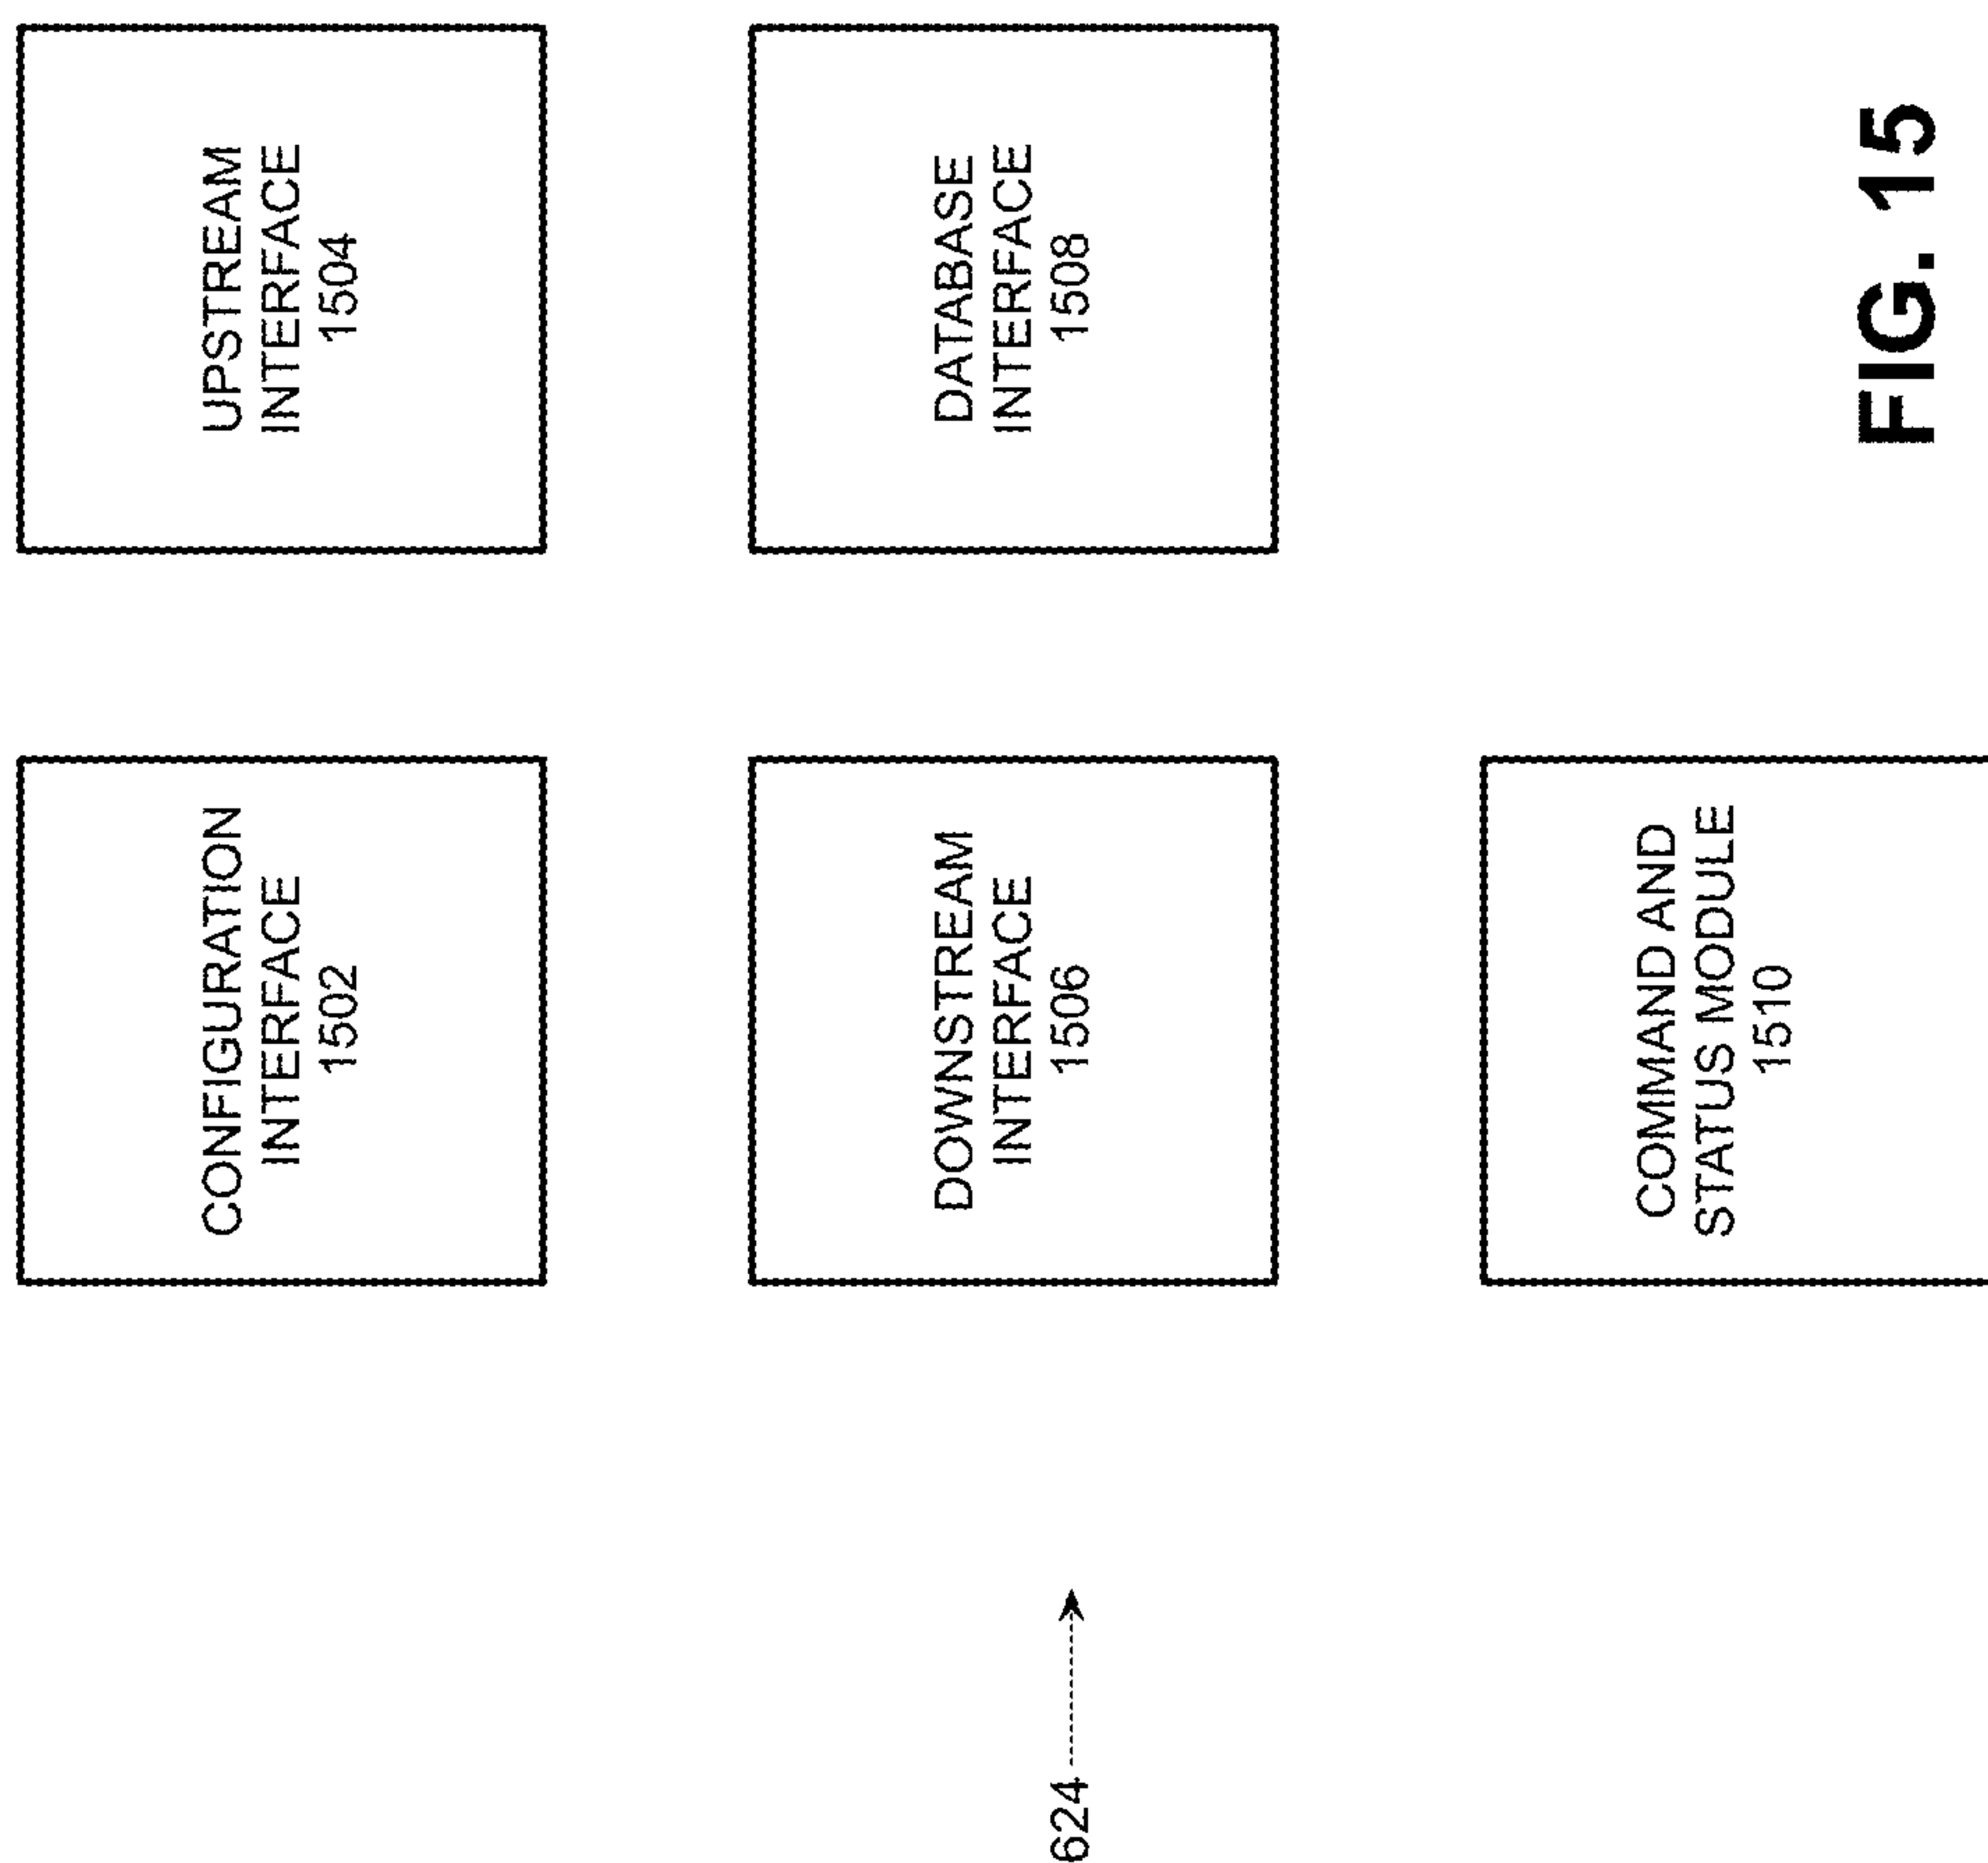 624
CONFIGURATION
INTERFACE
1502
UPSTREAM
INTERFACE
1504
DOWNSTREAM
INTERFACE
1506
DATABASE
INTERFACE
1508
COMMAND AND
STATUS MODULE
1510
FIG. 15